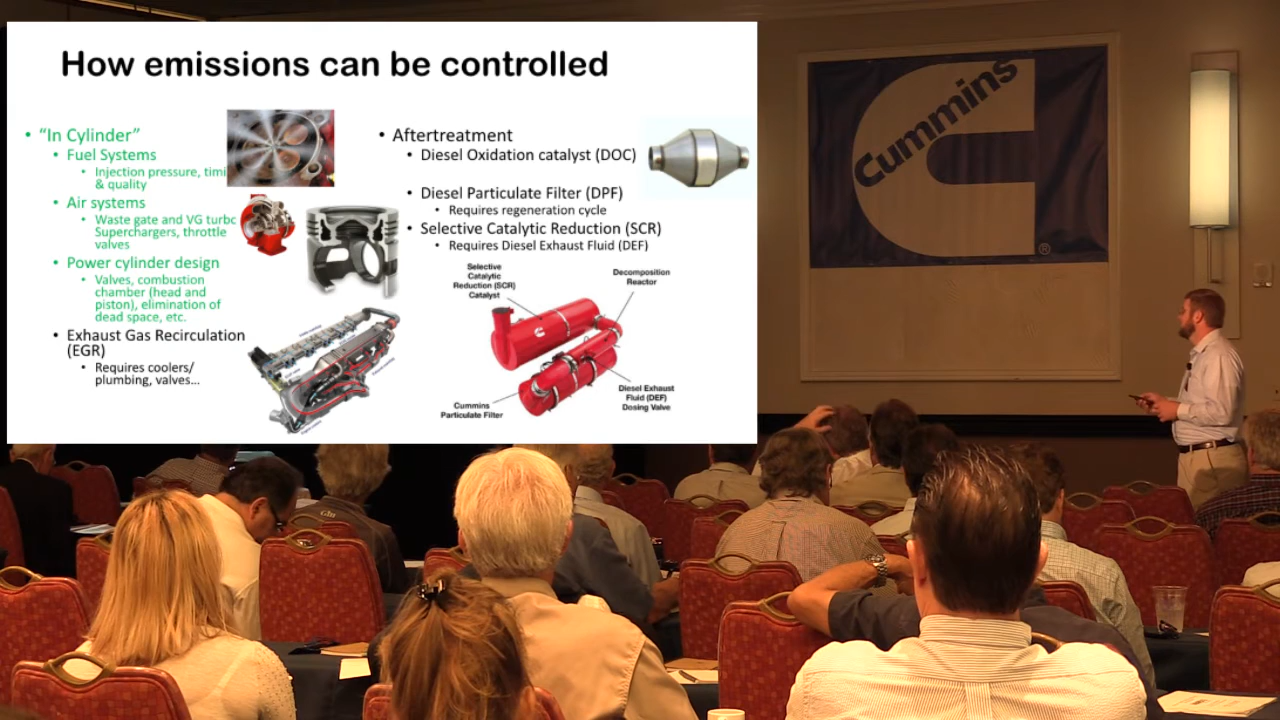 How emissions can be controlled
• “In Cylinder”
• Fuel Systems
• Injection pressure, timi
& quality
• Air systems
• Waste gate and VG turbo
Superchargers, throttle
valves
• Power cylinder design
• Valves, combustion
chamber (head and
piston), elimination of
dead space, etc.
• Exhaust Gas Recirculation
(EGR)
• Requires coolers/
plumbing, valves...
• Aftertreatment
• Diesel Oxidation catalyst (DOC)
• Diesel Particulate Filter (DPF)
• Requires regeneration cycle
• Selective Catalytic Reduction (SCR)
• Requires Diesel Exhaust Fluid (DEF)
Selective
Catalytic
Reduction (SCR)
Catalyst
Decomposition
Reactor
Cummins
Particulate Filter
Diesel Exhaust
Fluid (DEF)
Dosing Valve
Cummins
®